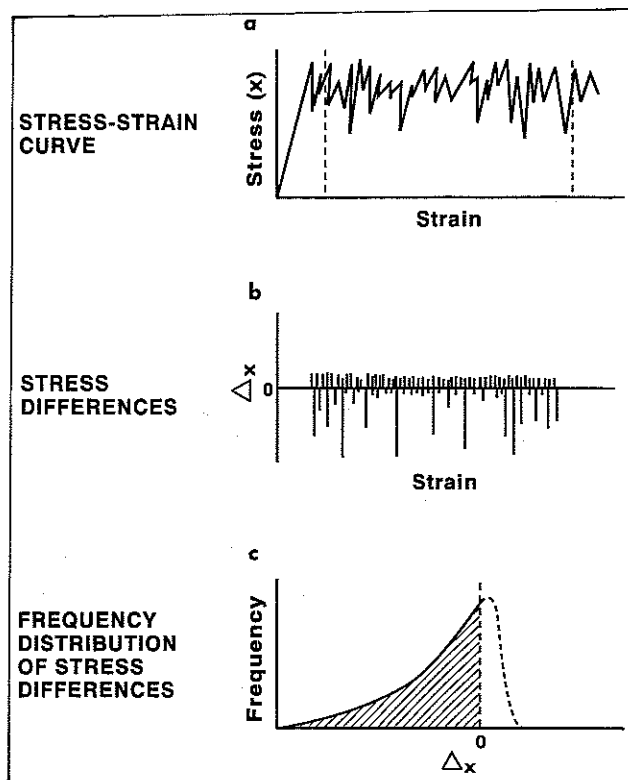 a
STRESS-STRAIN
CURVE
Stress (x)
Strain
b
STRESS
DIFFERENCES
Δx
0
Strain
c
FREQUENCY
DISTRIBUTION
OF STRESS
DIFFERENCES
Frequency
0
Δx